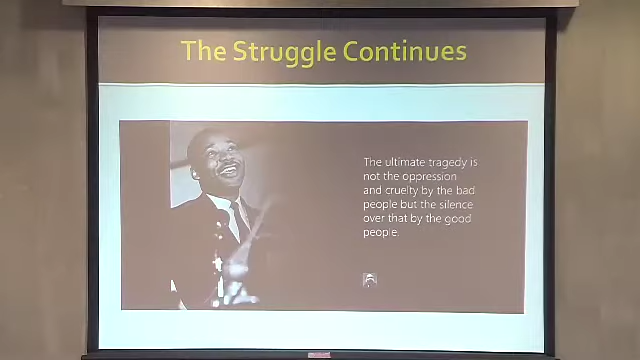 The Struggle Continues
The ultimate tragedy is
not the oppression
and cruelty by the bad
people but the silence
over that by the good
people.